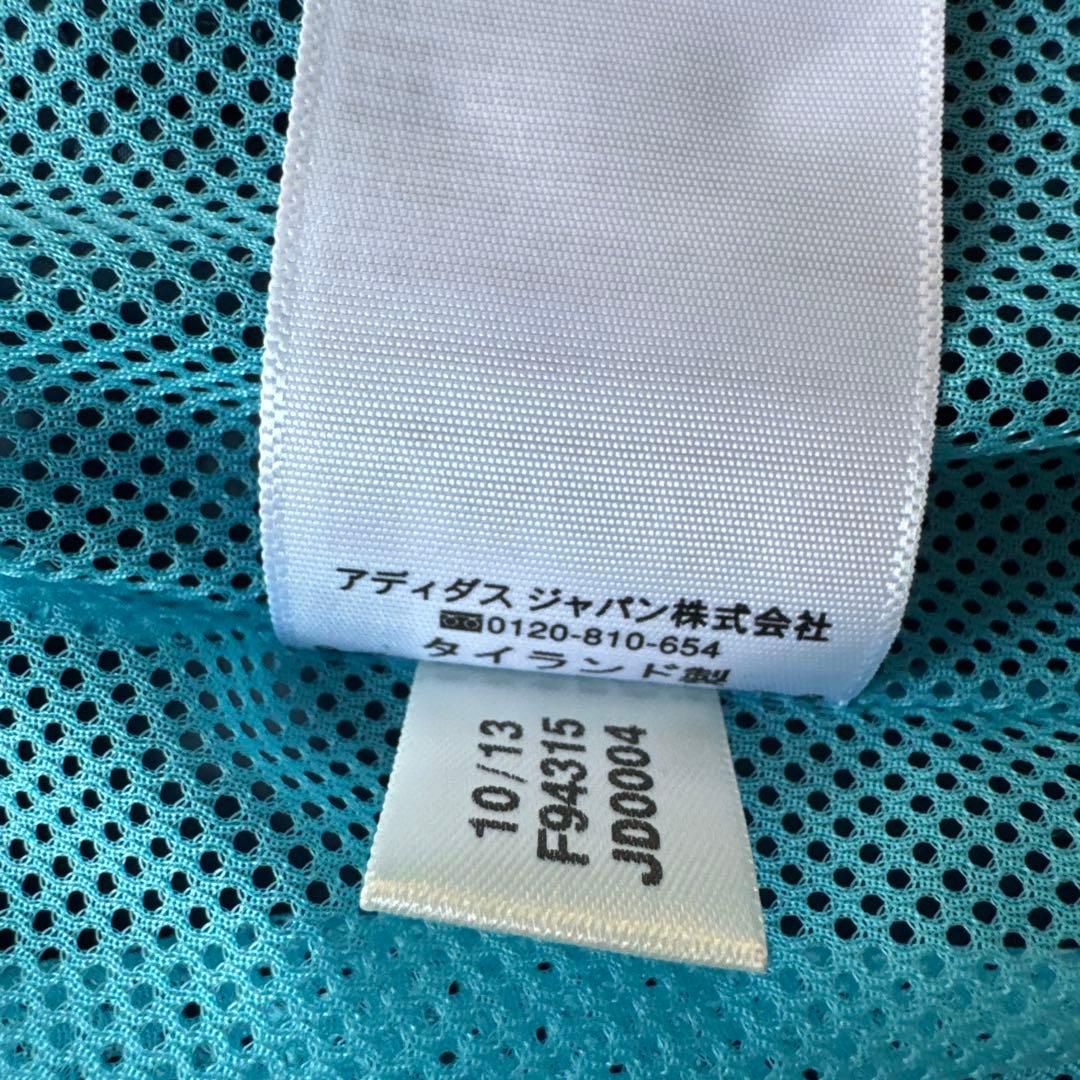 アディダス ジャパン株式会社
0120-810-654
タイランド製
10/13
F94315
JD0004